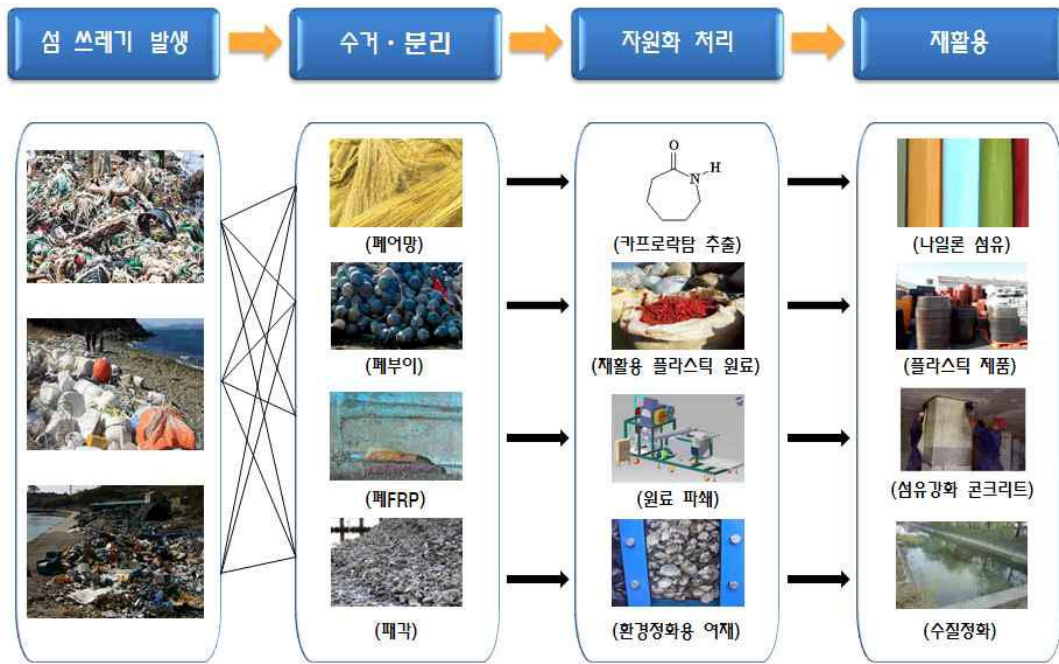 섬 쓰레기 발생
수거 · 분리
자원화 처리
재활용
O
N
H
(폐어망)
(카프로락탐 추출)
(나일론 섬유)
(폐부이)
(재활용 플라스틱 원료)
(플라스틱 제품)
(폐FRP)
(원료 파쇄)
(섬유강화 콘크리트)
(패각)
(환경정화용 여재)
(수질정화)